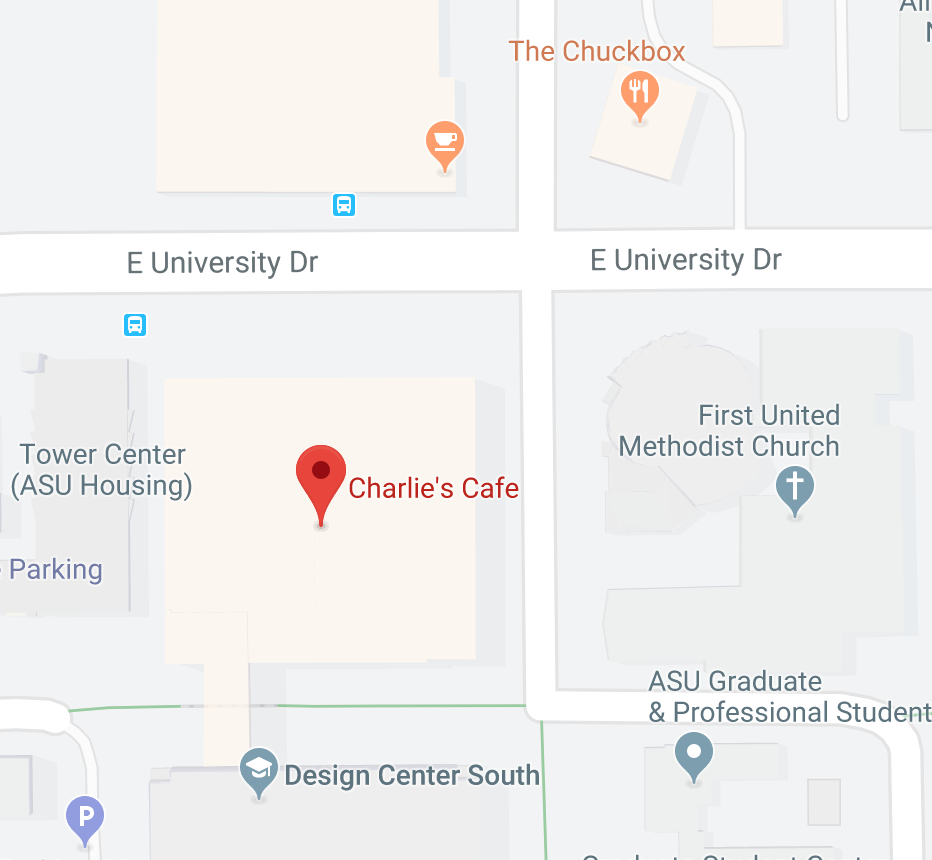 All
N
The Chuckbox
E University Dr
E University Dr
First United
Methodist Church
Tower Center
(ASU Housing)
Charlie's Cafe
Parking
ASU Graduate
& Professional Student
Design Center South
P